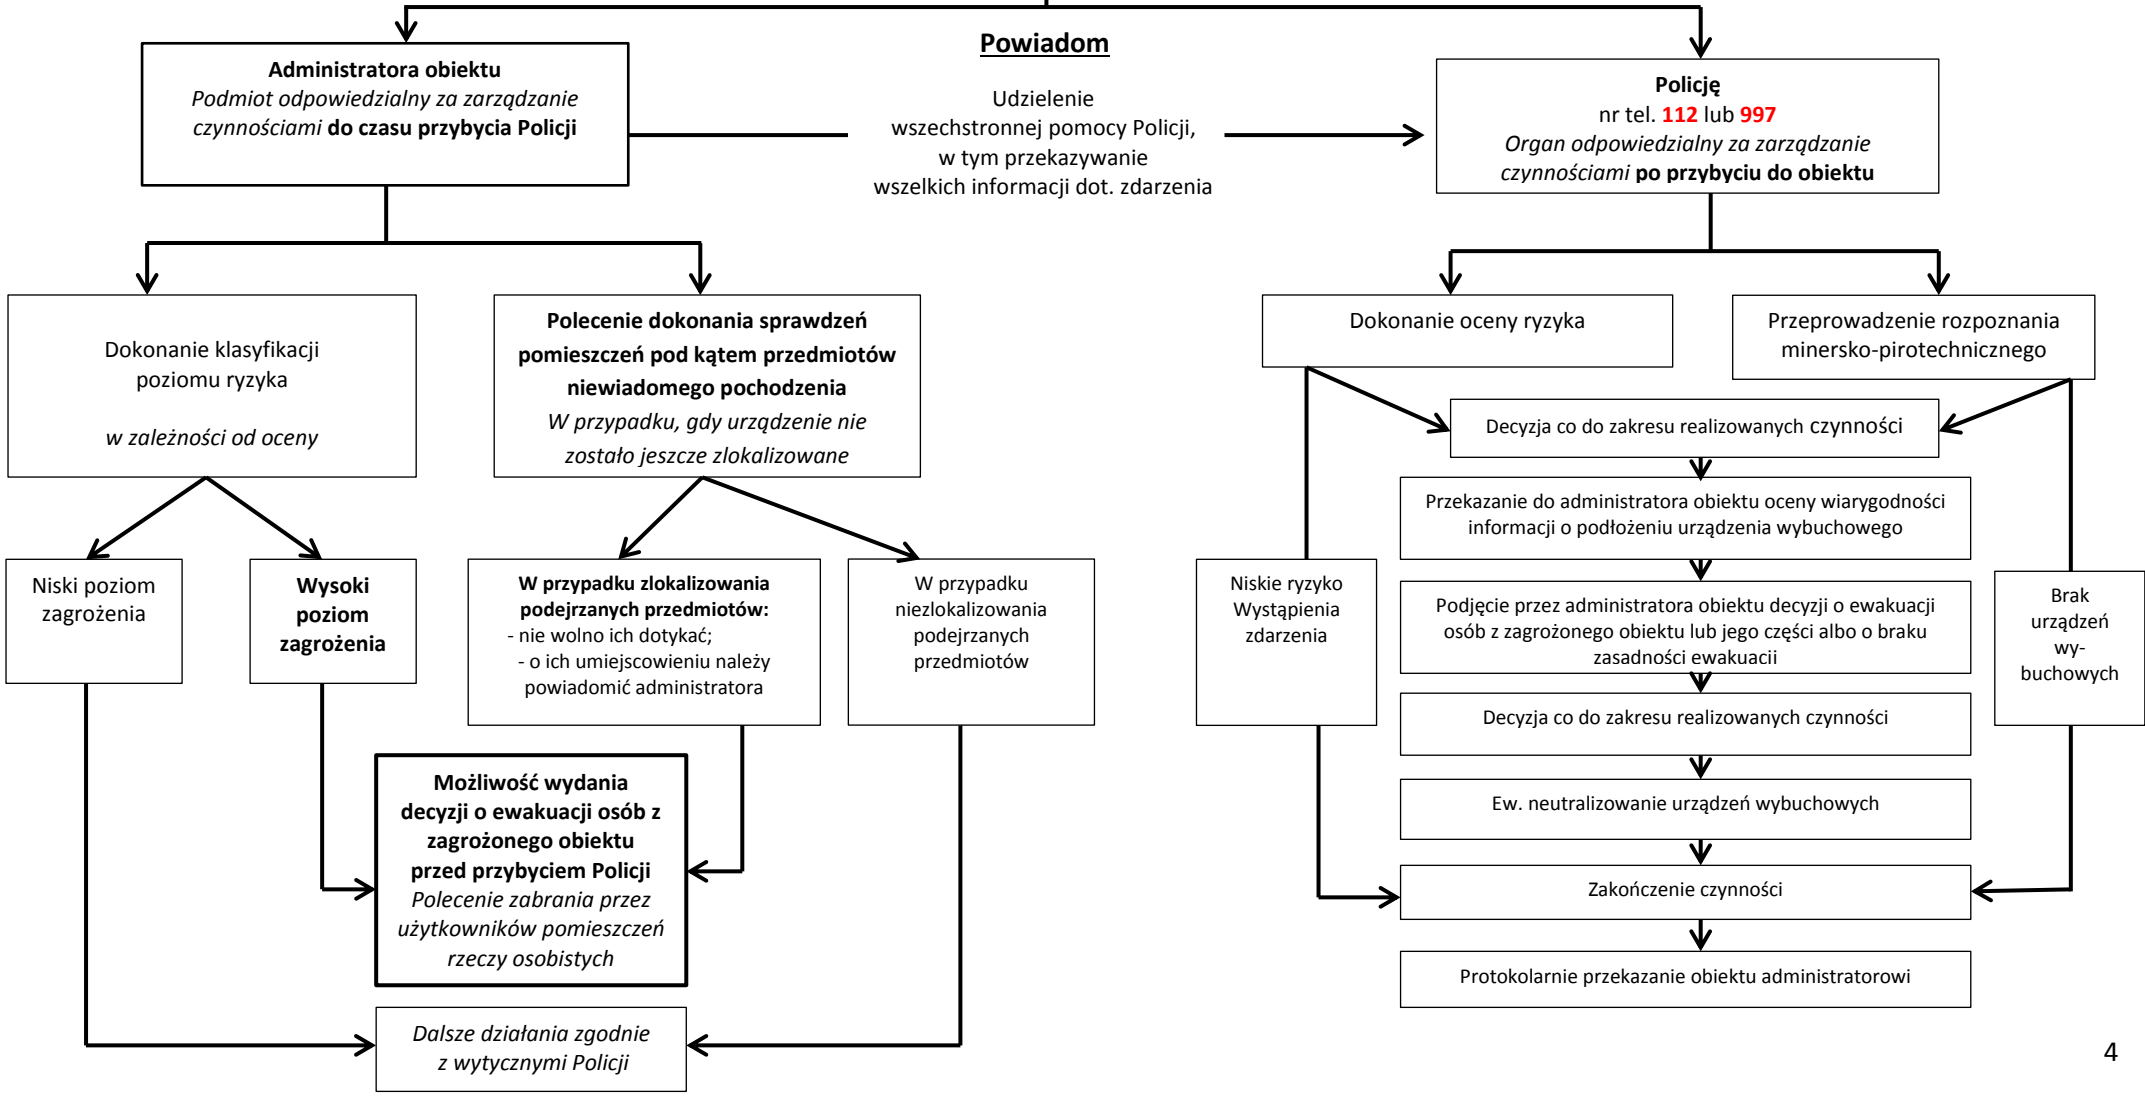 Powiadom
Administratora obiektu
Podmiot odpowiedzialny za zarządzanie
czynnościami do czasu przybycia Policji
Udzielenie
wszechstronnej pomocy Policji,
w tym przekazywanie
wszelkich informacji dot. zdarzenia
Policję
nr tel. 112 lub 997
Organ odpowiedzialny za zarządzanie
czynnościami po przybyciu do obiektu
Dokonanie klasyfikacji
poziomu ryzyka
w zależności od oceny
Polecenie dokonania sprawdzeń
pomieszczeń pod kątem przedmiotów
niewiadomego pochodzenia
W przypadku, gdy urządzenie nie
zostało jeszcze zlokalizowane
Niski poziom
zagrożenia
Wysoki
poziom
zagrożenia
W przypadku zlokalizowania
podejrzanych przedmiotów:
- nie wolno ich dotykać;
- o ich umiejscowieniu należy
powiadomić administratora
W przypadku
niezlokalizowania
podejrzanych
przedmiotów
Możliwość wydania
decyzji o ewakuacji osób z
zagrożonego obiektu
przed przybyciem Policji
Polecenie zabrania przez
użytkowników pomieszczeń
rzeczy osobistych
Dalsze działania zgodnie
z wytycznymi Policji
Dokonanie oceny ryzyka
Przeprowadzenie rozpoznania
minersko-pirotechnicznego
Decyzja co do zakresu realizowanych czynności
Przekazanie do administratora obiektu oceny wiarygodności
informacji o podłożeniu urządzenia wybuchowego
Niskie ryzyko
Wystąpienia
zdarzenia
Podjęcie przez administratora obiektu decyzji o ewakuacji
osób z zagrożonego obiektu lub jego części albo o braku
zasadności ewakuacji
Brak
urządzeń
wy-
buchowych
Decyzja co do zakresu realizowanych czynności
Ew. neutralizowanie urządzeń wybuchowych
Zakończenie czynności
Protokolarnie przekazanie obiektu administratorowi
4